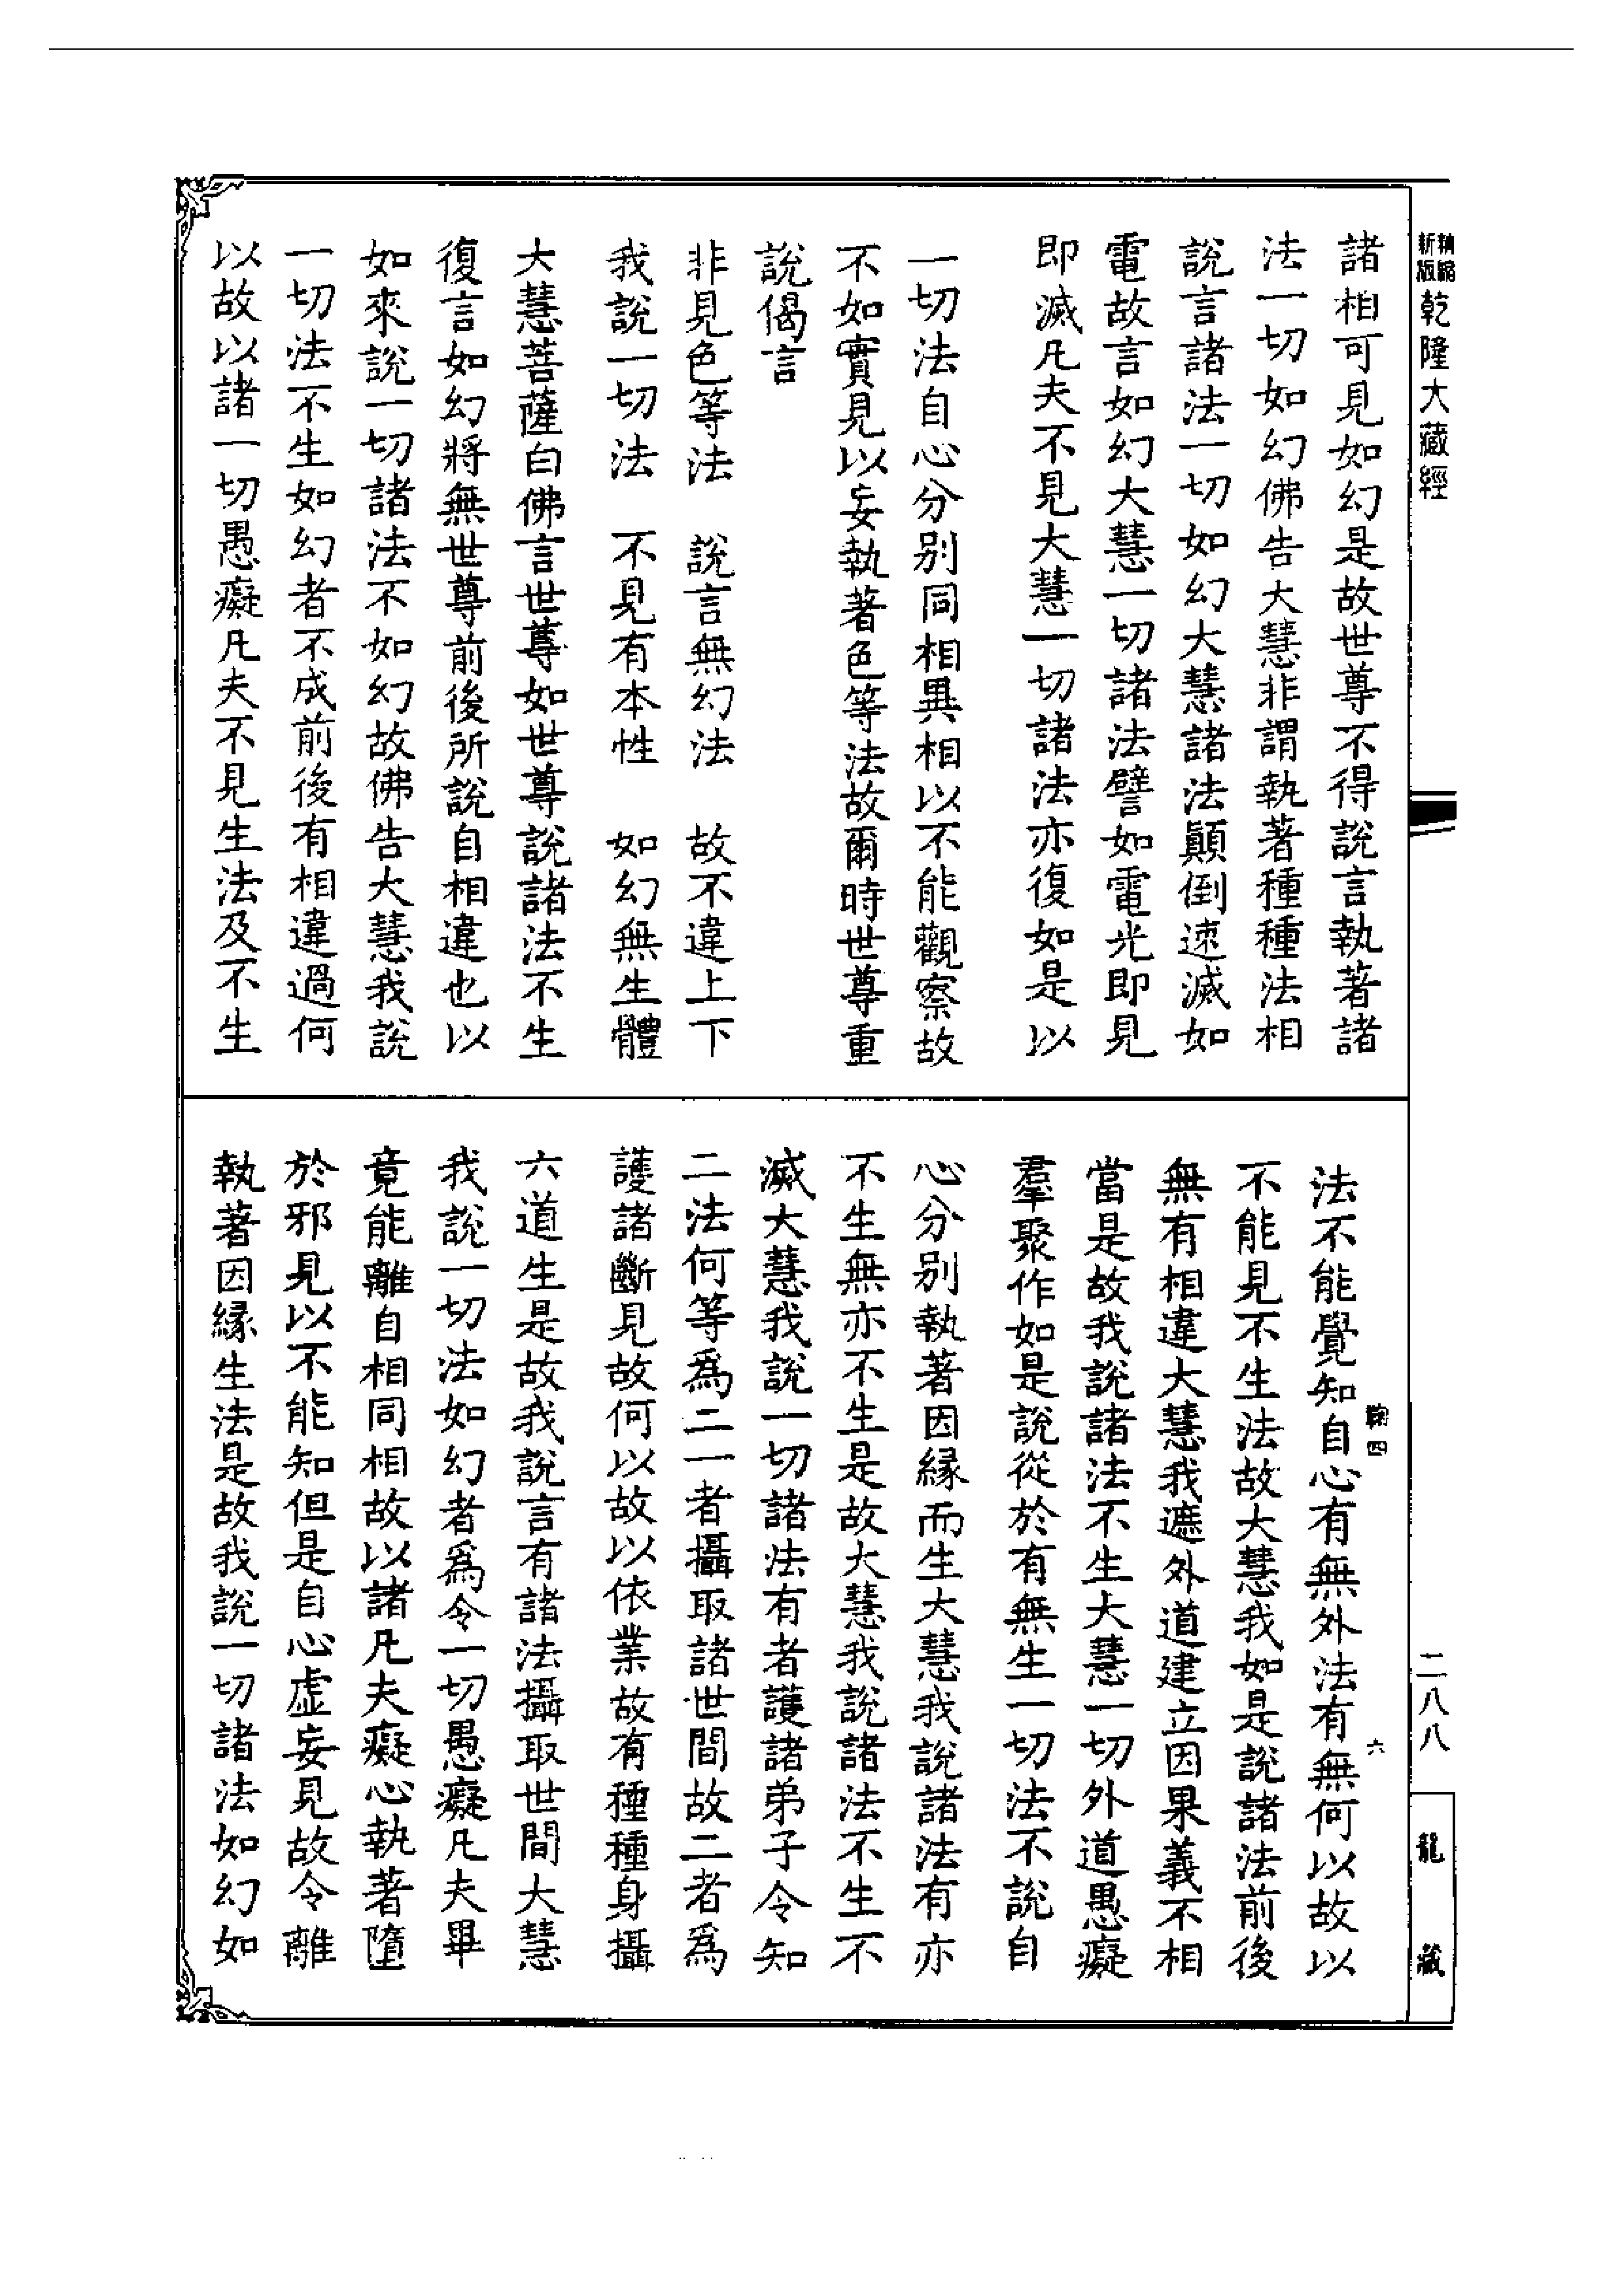 精縮新版乾隆大藏經
諸相可見如幻是故世尊不得說言執著諸
法一切如幻佛告大慧非謂執著種種法相
說言諸法一切如幻大慧諸法顛倒速滅如
電故言如幻大慧一切諸法譬如電光即見
即滅凡夫不見大慧一切諸法亦復如是以
一切法自心分别同相異相以不能觀察故
不如實見以妄執著色等法故爾時世尊重
說偈言
非見色等法　說言無幻法　故不違上下
我說一切法　不見有本性　如幻無生體
大慧菩薩白佛言世尊如世尊說諸法不生
復言如幻將無世尊前後所說自相違也以
如來說一切諸法不如幻故佛告大慧我說
一切法不生如幻者不成前後有相違過何
以故以諸一切愚癡凡夫不見生法及不生
鞠四
六
法不能覺知自心有無外法有無何以故以
不能見不生法故大慧我如是說諸法前後
無有相違大慧我遮外道建立因果義不相
當是故我說諸法不生大慧一切外道愚癡
羣聚作如是說從於有無生一切法不說自
心分别執著因緣而生大慧我說諸法有亦
不生無亦不生是故大慧我說諸法不生不
滅大慧我說一切諸法有者護諸弟子令知
二法何等為二一者攝取諸世間故二者為
護諸斷見故何以故以依業故有種種身攝
六道生是故我說言有諸法攝取世間大慧
我說一切法如幻者為令一切愚癡凡夫畢
竟能離自相同相故以諸凡夫癡心執著墮
於邪見以不能知但是自心虛妄見故令離
執著因緣生法是故我說一切諸法如幻如
二八八
龍藏